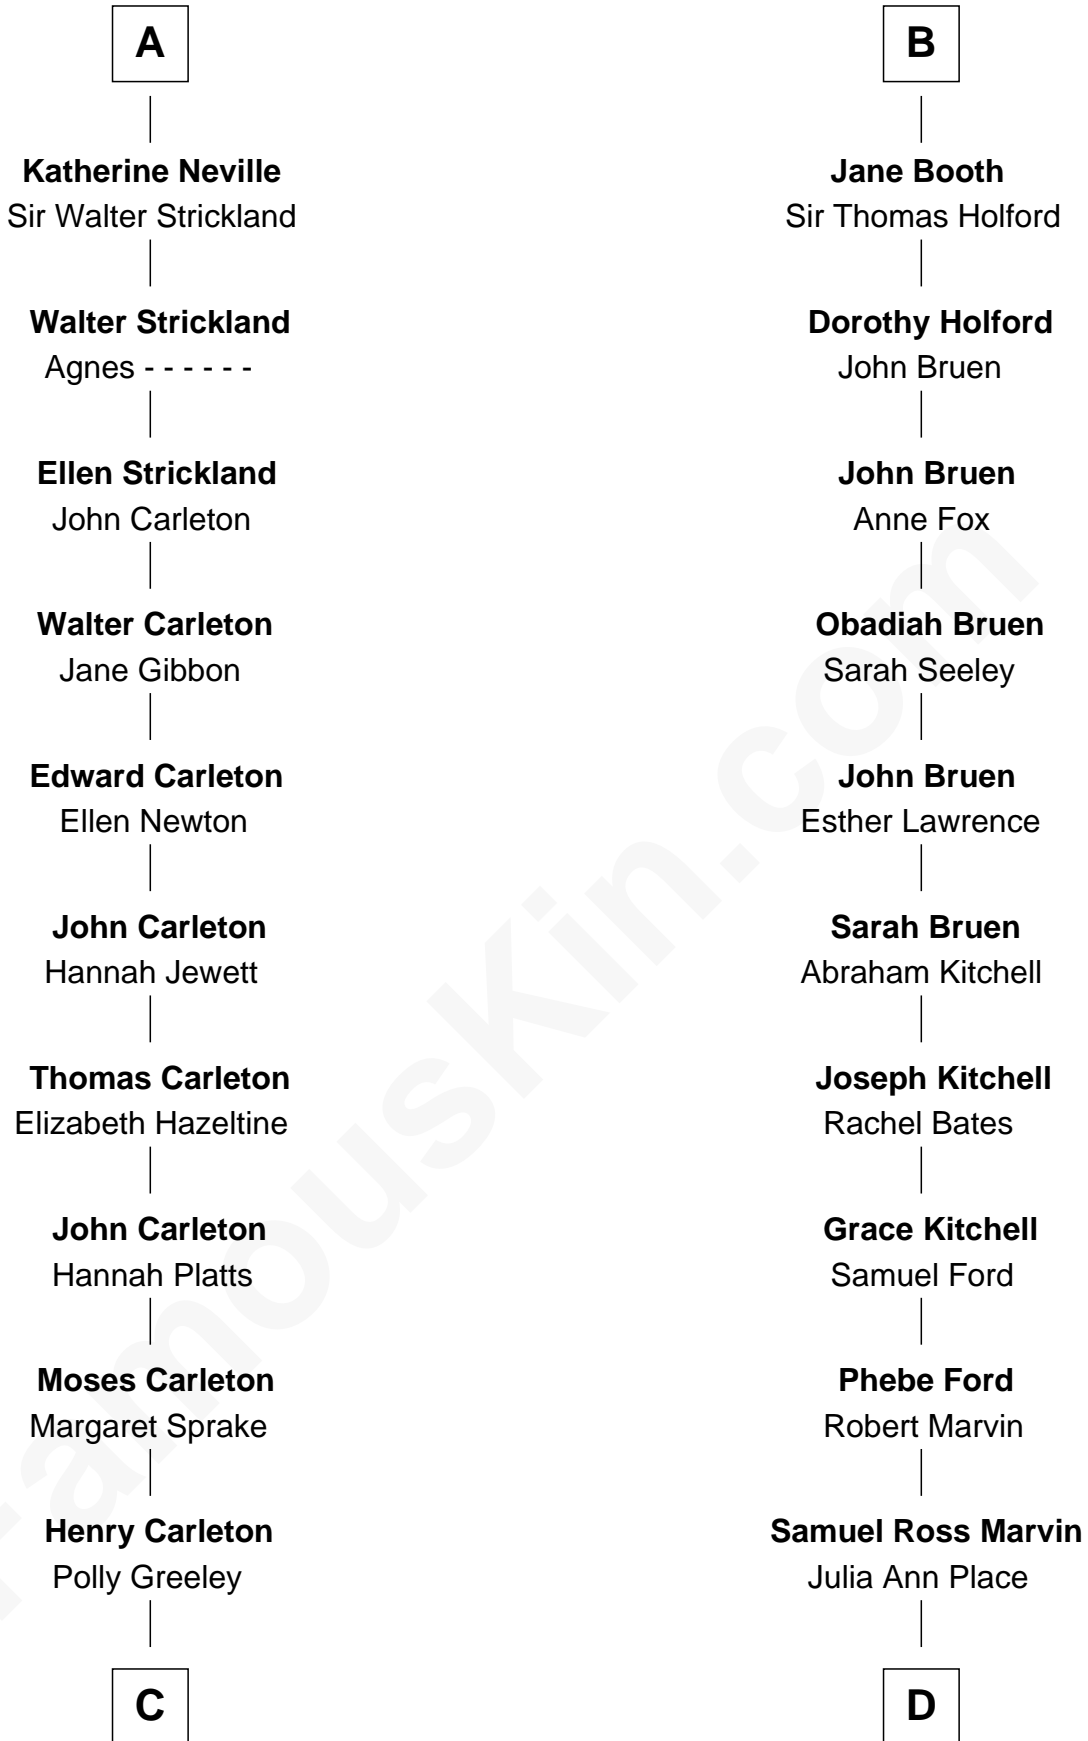 A
Katherine Neville
Sir Walter Strickland
Walter Strickland
Agnes - - - - - -
Ellen Strickland
John Carleton
Walter Carleton
Jane Gibbon
Edward Carleton
Ellen Newton
John Carleton
Hannah Jewett
Thomas Carleton
Elizabeth Hazeltine
John Carleton
Hannah Platts
Moses Carleton
Margaret Sprake
Henry Carleton
Polly Greeley
C
B
Jane Booth
Sir Thomas Holford
Dorothy Holford
John Bruen
John Bruen
Anne Fox
Obadiah Bruen
Sarah Seeley
John Bruen
Esther Lawrence
Sarah Bruen
Abraham Kitchell
Joseph Kitchell
Rachel Bates
Grace Kitchell
Samuel Ford
Phebe Ford
Robert Marvin
Samuel Ross Marvin
Julia Ann Place
D
FamousKin.com